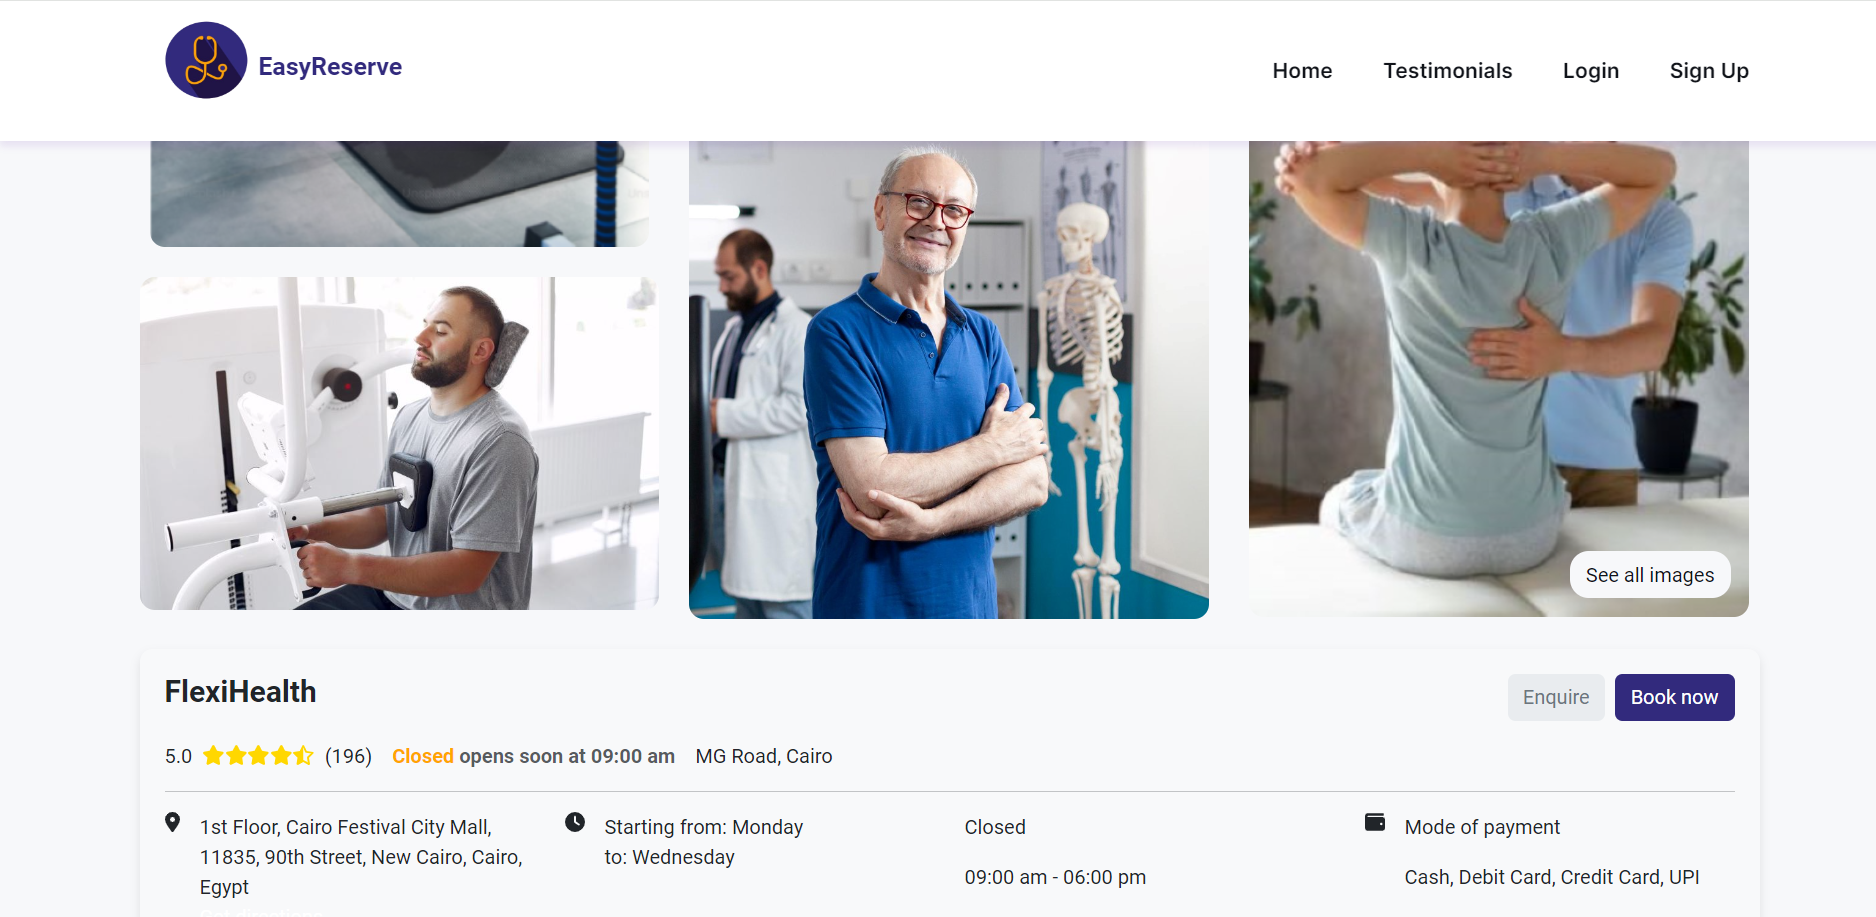 EasyReserve
Home
Testimonials
Login
Sign Up
See all images
FlexiHealth
Enquire
Book now
5.0
(196)
Closed opens soon at 09:00 am
MG Road, Cairo
1st Floor, Cairo Festival City Mall,
11835, 90th Street, New Cairo, Cairo,
Egypt
Get directions
Starting from: Monday
to: Wednesday
Closed
09:00 am - 06:00 pm
Mode of payment
Cash, Debit Card, Credit Card, UPI